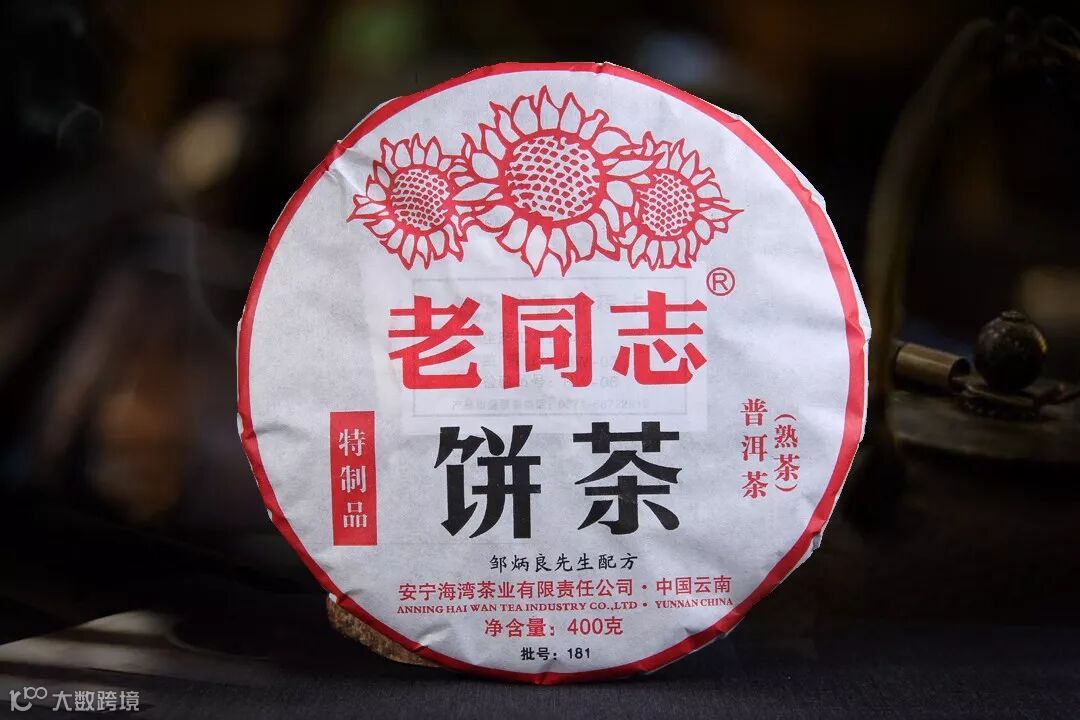 老同志®
饼茶
特制品
普洱茶
(熟茶)
邹炳良先生配方
安宁海湾茶业有限责任公司·中国云南
ANNING HAI WAN TEA INDUSTRY CO.,LTD · YUNNAN CHINA
净含量：400克
批号：181
大数跨境